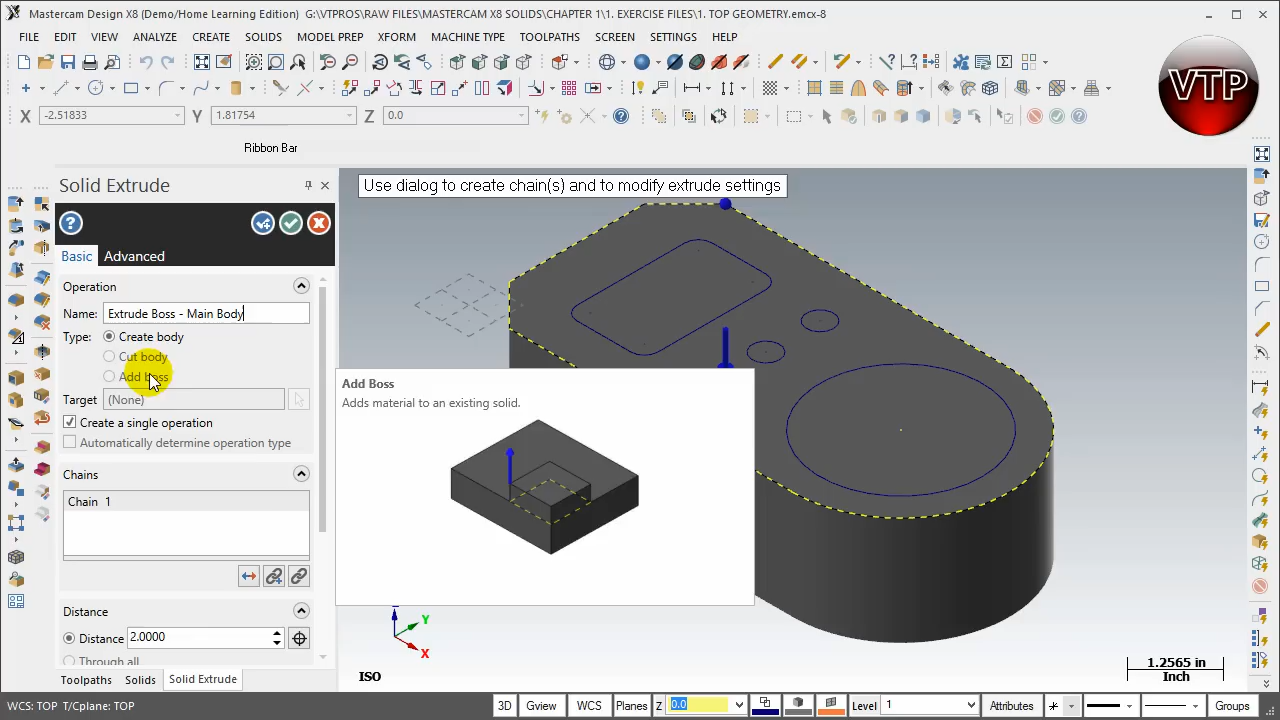 Mastercam Design X8 (Demo/Home Learning Edition) G:\VTPROS\RAW FILES\MASTERCAM X8 SOLIDS\CHAPTER 1\1. EXERCISE FILES\1. TOP GEOMETRY.emcx-8
FILE EDIT VIEW ANALYZE CREATE SOLIDS MODEL PREP XFORM MACHINE TYPE TOOLPATHS SCREEN SETTINGS HELP
VTP
X -2.51833 Y 1.81754 Z 0.0
Ribbon Bar
Solid Extrude
Use dialog to create chain(s) and to modify extrude settings
Basic Advanced
Operation
Name: Extrude Boss - Main Body
Type: Create body
Cut body
Add boss
Target (None)
Create a single operation
Automatically determine operation type
Chains
Chain 1
Distance
Distance 2.0000
Through all
Add Boss
Adds material to an existing solid.
Y
X
ISO
1.2565 in
Inch
Toolpaths Solids Solid Extrude
WCS: TOP T/Cplane: TOP
3D Gview WCS Planes Z 0.0 Level 1 Attributes Groups